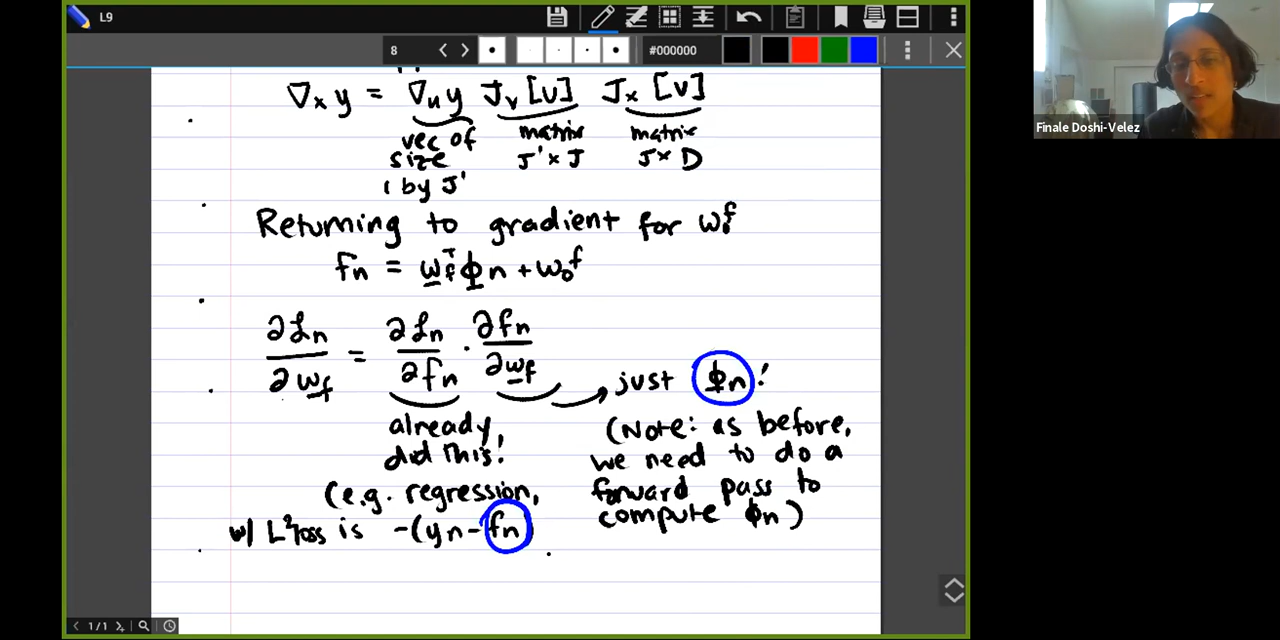 L9
8
#000000
∇x y = ∇u y Jv [u] Jx [v]
vec of size 1 by J'
matrix J' × J
matrix J × D
Returning to gradient for w₀ᶠ
fn = w_fᵀ Φn + w₀ᶠ
∂ℒn / ∂w_f = ∂ℒn / ∂fn · ∂fn / ∂w_f
just Φn!
already,
did this!
(e.g. regression,
w/ L² loss is -(yn - fn)
(Note: as before,
we need to do a
forward pass to
compute Φn)
Finale Doshi-Velez
1/1